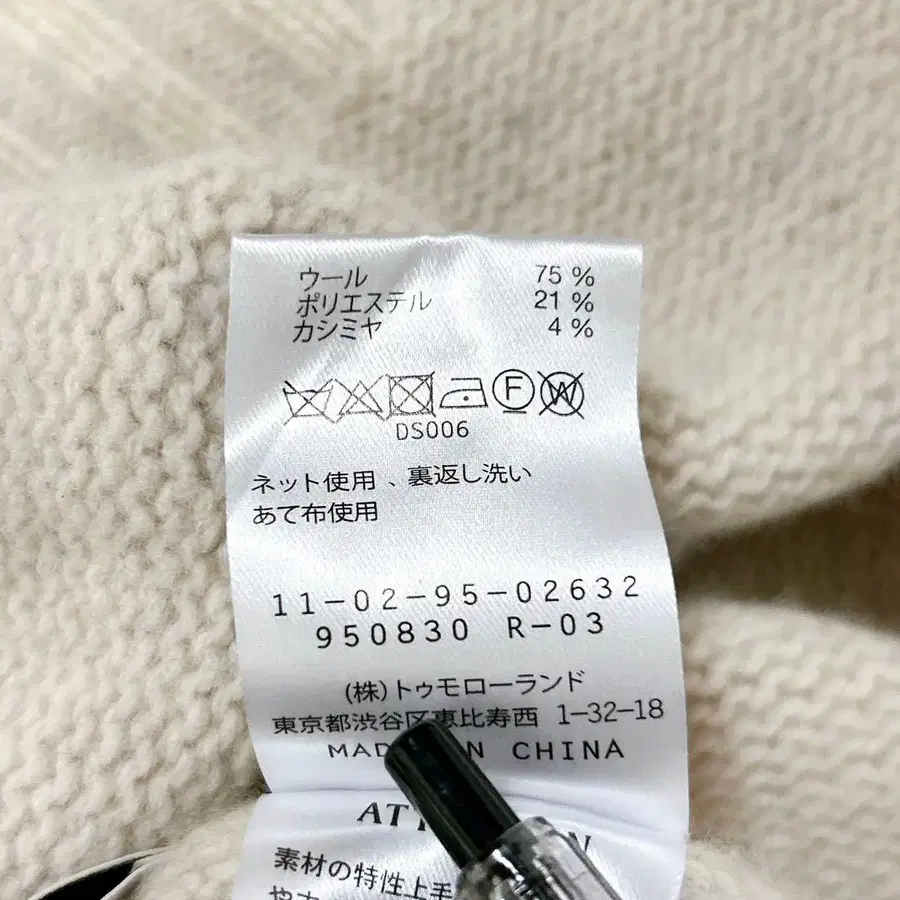 ウール 75 %
ポリエステル 21 %
カシミヤ 4 %
F W
DS006
ネット使用、裏返し洗い
あて布使用
11-02-95-02632
950830 R-03
(株)トゥモローランド
東京都渋谷区恵比寿西 1-32-18
MADE IN CHINA
素材の特性上毛